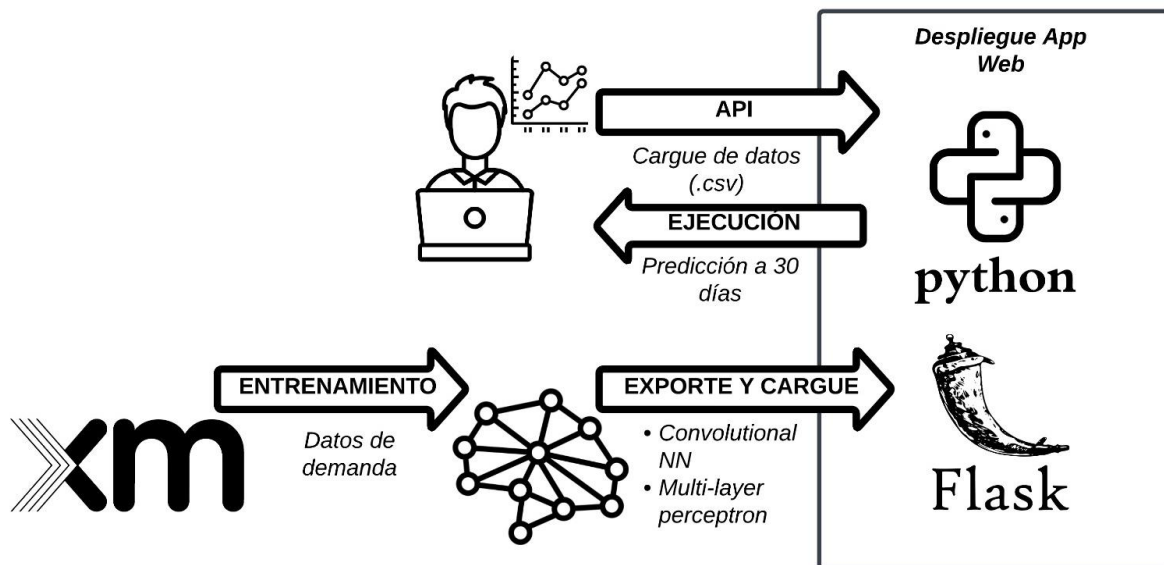 Despliegue App
Web
API
Cargue de datos
(.csv)
EJECUCIÓN
Predicción a 30
días
python
ENTRENAMIENTO
EXPORTE Y CARGUE
xm
Datos de
demanda
• Convolutional
NN
• Multi-layer
perceptron
Flask